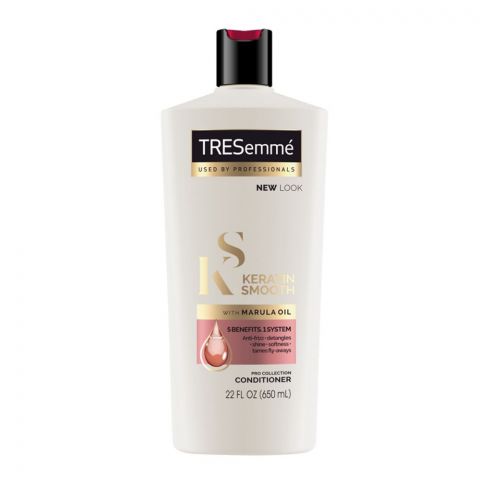 TRESemmé
USED BY PROFESSIONALS
NEW LOOK
KS
KERATIN
SMOOTH
WITH MARULA OIL
5 BENEFITS, 1 SYSTEM
Anti-frizz • detangles
• shine • softness •
tames fly-aways
PRO COLLECTION
CONDITIONER
22 FL OZ (650 mL)